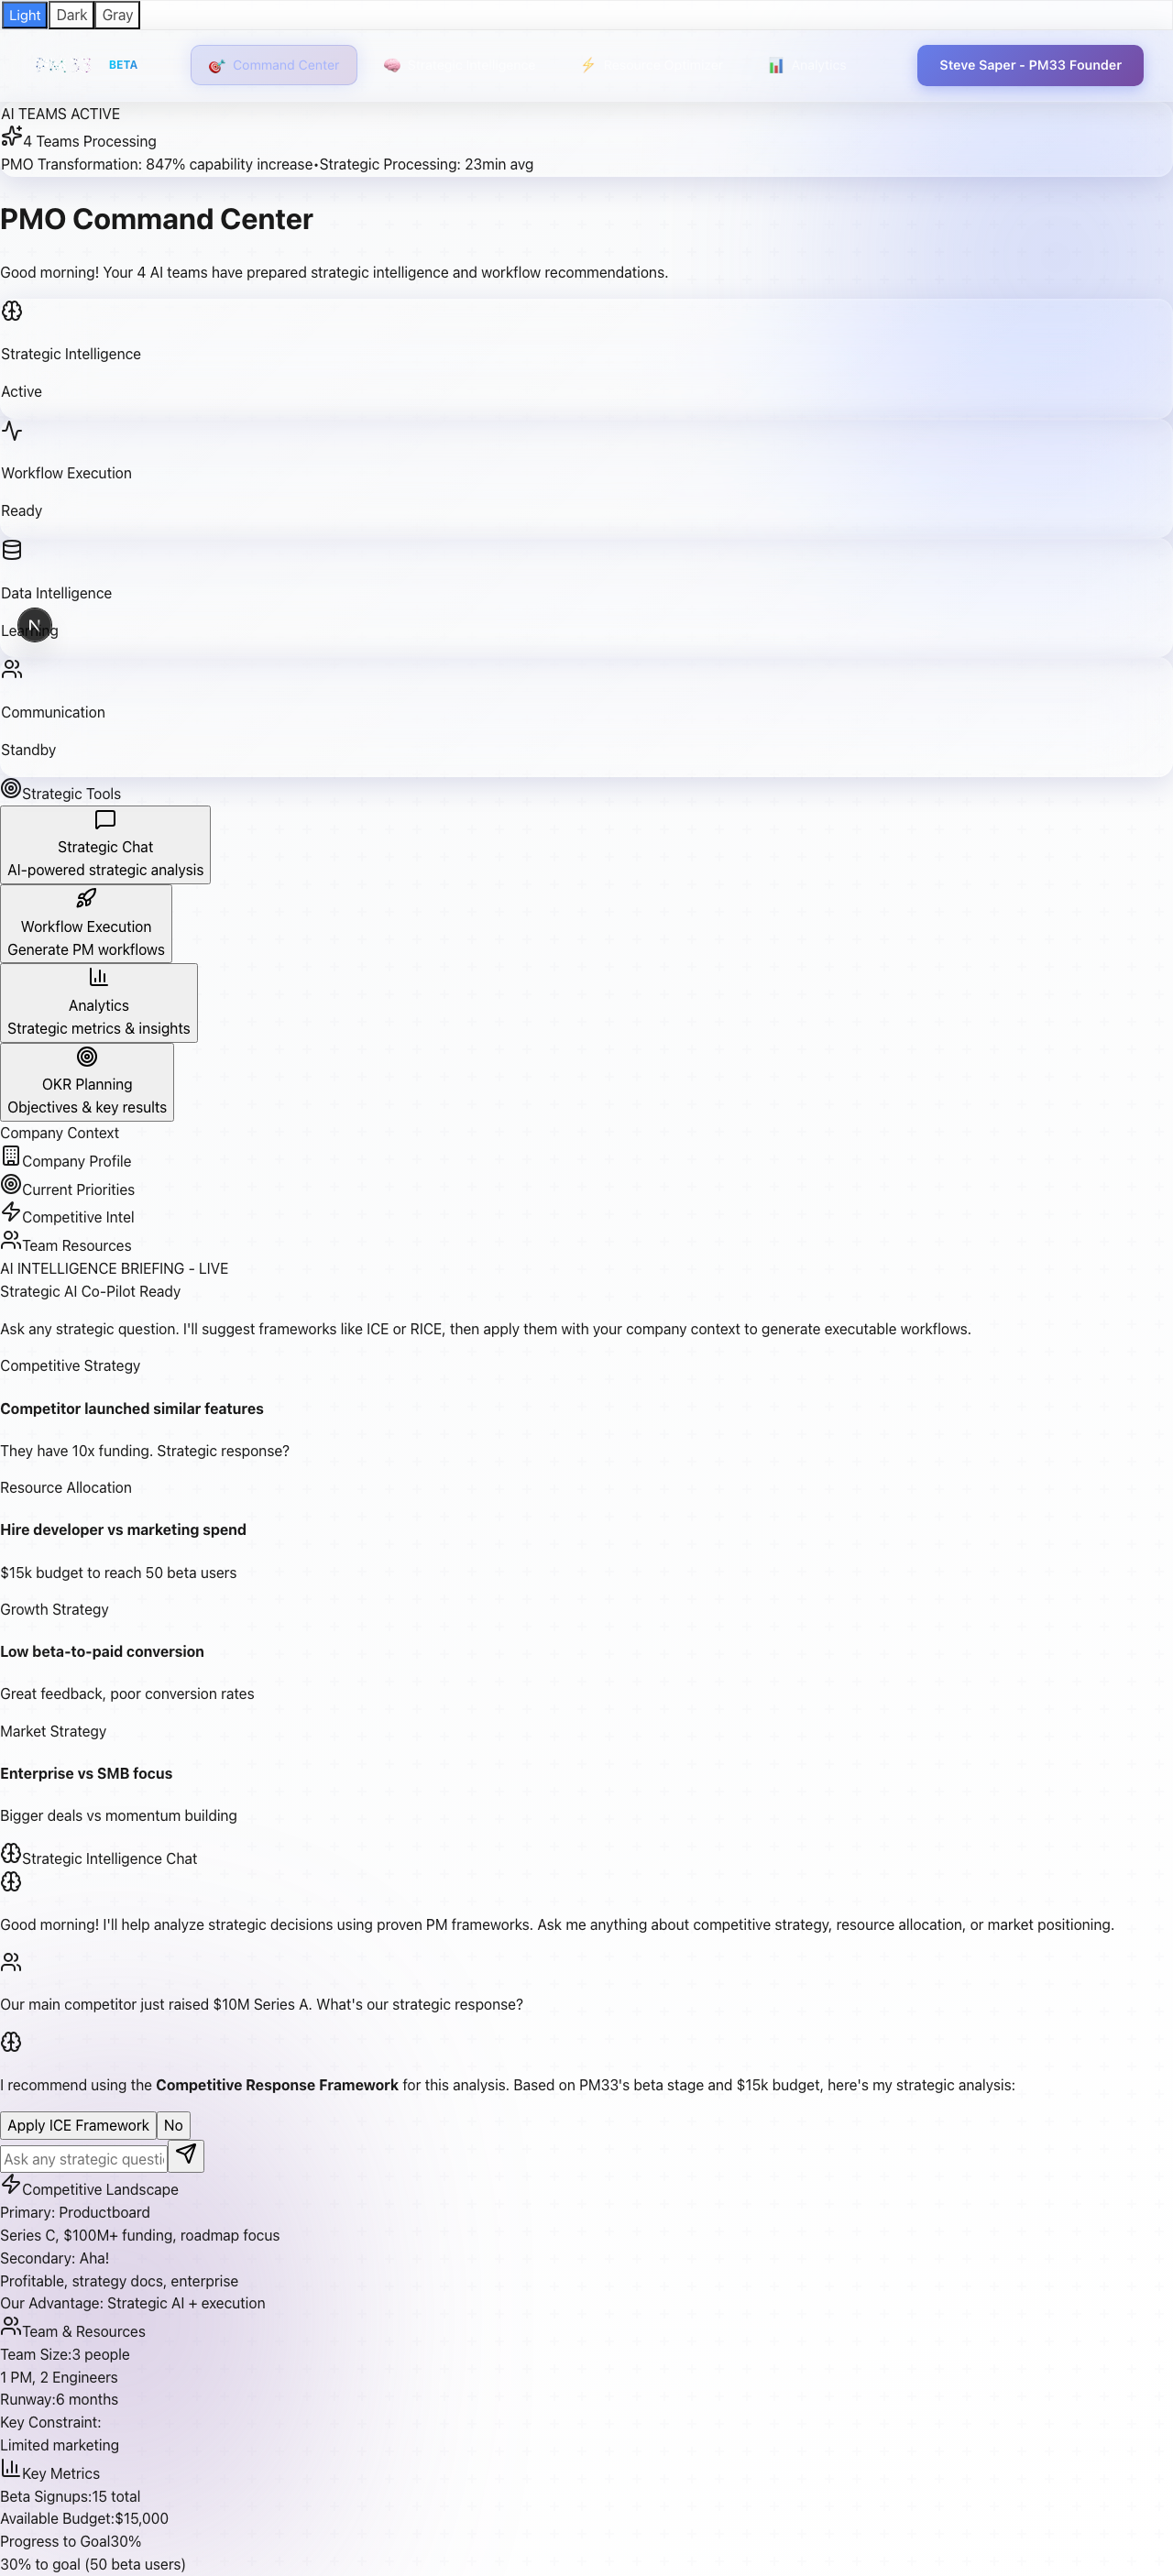 Light Dark Gray
BETA Command Center Analytics Steve Saper - PM33 Founder
AI TEAMS ACTIVE
4 Teams Processing
PMO Transformation: 847% capability increase•Strategic Processing: 23min avg
PMO Command Center
Good morning! Your 4 AI teams have prepared strategic intelligence and workflow recommendations.
Strategic Intelligence
Active
Workflow Execution
Ready
Data Intelligence
N
Learning
Communication
Standby
Strategic Tools
Strategic Chat
AI-powered strategic analysis
Workflow Execution
Generate PM workflows
Analytics
Strategic metrics & insights
OKR Planning
Objectives & key results
Company Context
Company Profile
Current Priorities
Competitive Intel
Team Resources
AI INTELLIGENCE BRIEFING - LIVE
Strategic AI Co-Pilot Ready
Ask any strategic question. I'll suggest frameworks like ICE or RICE, then apply them with your company context to generate executable workflows.
Competitive Strategy
Competitor launched similar features
They have 10x funding. Strategic response?
Resource Allocation
Hire developer vs marketing spend
$15k budget to reach 50 beta users
Growth Strategy
Low beta-to-paid conversion
Great feedback, poor conversion rates
Market Strategy
Enterprise vs SMB focus
Bigger deals vs momentum building
Strategic Intelligence Chat
Good morning! I'll help analyze strategic decisions using proven PM frameworks. Ask me anything about competitive strategy, resource allocation, or market positioning.
Our main competitor just raised $10M Series A. What's our strategic response?
I recommend using the Competitive Response Framework for this analysis. Based on PM33's beta stage and $15k budget, here's my strategic analysis:
Apply ICE Framework No
Ask any strategic questi
Competitive Landscape
Primary: Productboard
Series C, $100M+ funding, roadmap focus
Secondary: Aha!
Profitable, strategy docs, enterprise
Our Advantage: Strategic AI + execution
Team & Resources
Team Size:3 people
1 PM, 2 Engineers
Runway:6 months
Key Constraint:
Limited marketing
Key Metrics
Beta Signups:15 total
Available Budget:$15,000
Progress to Goal30%
30% to goal (50 beta users)